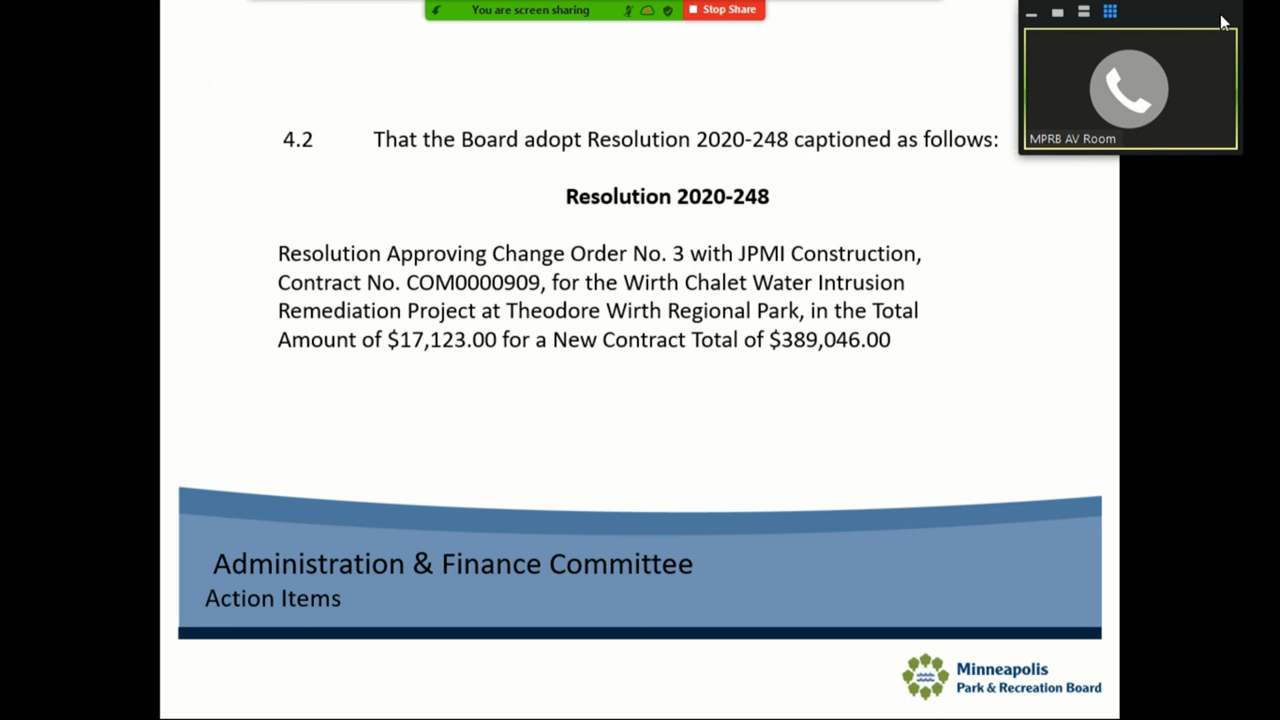 You are screen sharing
Stop Share
MPRB AV Room
4.2 That the Board adopt Resolution 2020-248 captioned as follows:
Resolution 2020-248
Resolution Approving Change Order No. 3 with JPMI Construction,
Contract No. COM0000909, for the Wirth Chalet Water Intrusion
Remediation Project at Theodore Wirth Regional Park, in the Total
Amount of $17,123.00 for a New Contract Total of $389,046.00
Administration & Finance Committee
Action Items
Minneapolis
Park & Recreation Board